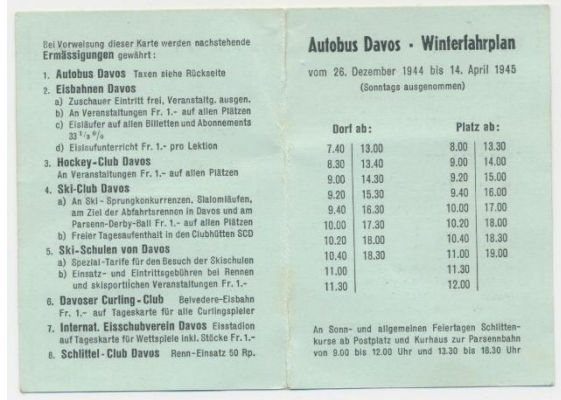 Bei Vorweisung dieser Karte werden nachstehende
Ermässigungen gewährt:
1. Autobus Davos Taxen siehe Rückseite
2. Eisbahnen Davos
a) Zuschauer Eintritt frei, Veranstaltg. ausgen.
b) An Veranstaltungen Fr. 1.- auf allen Plätzen
c) Eisläufer auf allen Billetten und Abonnements
33 1/3 %
d) Eislaufunterricht Fr. 1.- pro Lektion
3. Hockey-Club Davos
An Veranstaltungen Fr. 1.- auf allen Plätzen
4. Ski-Club Davos
a) An Ski-Sprungkonkurrenzen, Slalomläufen,
am Ziel der Abfahrtsrennen in Davos und am
Parsenn-Derby-Ball Fr. 1.- auf allen Plätzen
b) Freier Tagesaufenthalt in den Clubhütten SCD
5. Ski-Schulen von Davos
a) Spezial-Tarife für den Besuch der Skischulen
b) Einsatz- und Eintrittsgebühren bei Rennen
und skisportlichen Veranstaltungen Fr. 1.-
6. Davoser Curling-Club Belvedere-Eisbahn
Fr. 1.- auf Tageskarte für alle Curlingspieler
7. Internat. Eisschubverein Davos Eisstadion
auf Tageskarte für Wettspiele inkl. Stöcke Fr. 1.-
8. Schlittel-Club Davos Renn-Einsatz 50 Rp.
Autobus Davos · Winterfahrplan
vom 26. Dezember 1944 bis 14. April 1945
(Sonntags ausgenommen)
Dorf ab: Platz ab:
7.40 13.00 8.00 13.30
8.30 13.40 9.00 14.00
9.00 14.30 9.20 15.00
9.20 15.30 9.40 16.00
9.40 16.30 10.00 17.00
10.00 17.30 10.20 18.00
10.20 18.00 10.40 18.30
10.40 18.30 11.00 19.00
11.00 11.30
11.30 12.00
An Sonn- und allgemeinen Feiertagen Schlitten-
kurse ab Postplatz und Kurhaus zur Parsennbahn
von 9.00 bis 12.00 Uhr und 13.30 bis 18.30 Uhr